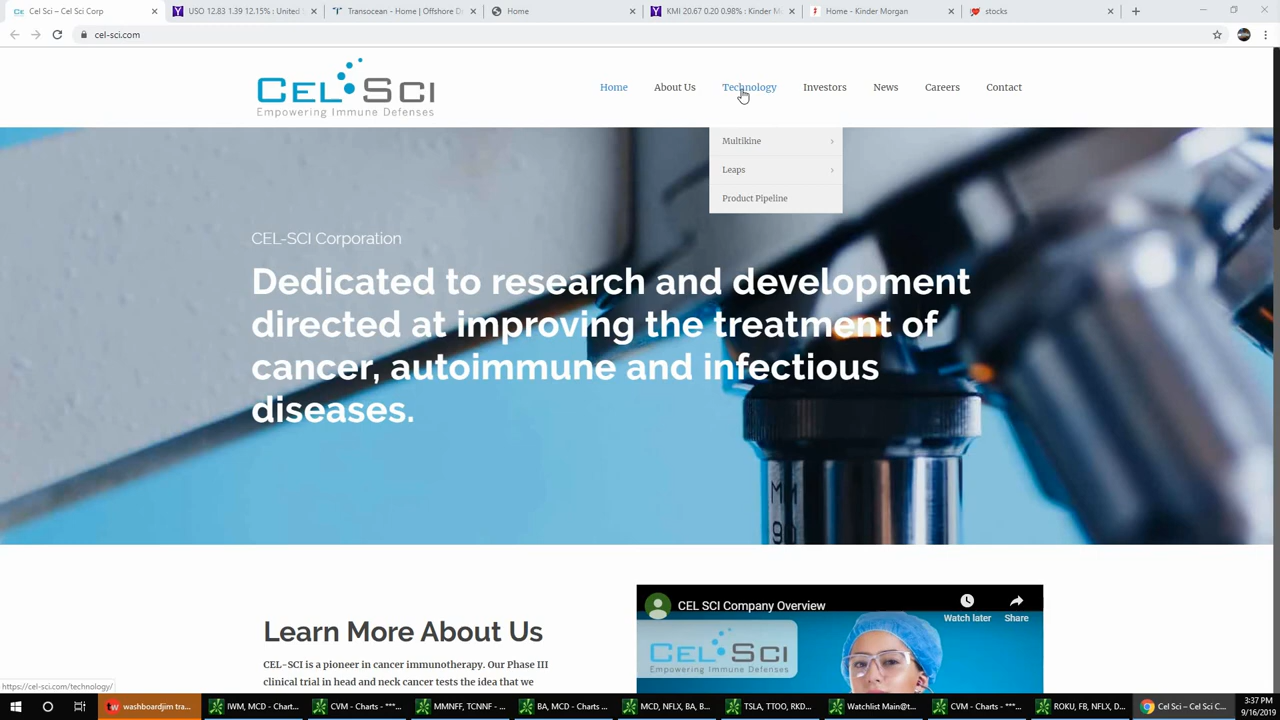 Cel Sci – Cel Sci Corp
USO 12.83 1.39 12.15% : United S
Transocean - Home | Offshore D
Home
KMI 20.67 0.20 0.98% : Kinder M
Home - Kinder Morgan
stocks
cel-sci.com
CEL SCI
Empowering Immune Defenses
Home
About Us
Technology
Investors
News
Careers
Contact
Multikine
Leaps
Product Pipeline
CEL-SCI Corporation
Dedicated to research and development
directed at improving the treatment of
cancer, autoimmune and infectious
diseases.
Learn More About Us
CEL-SCI is a pioneer in cancer immunotherapy. Our Phase III
clinical trial in head and neck cancer tests the idea that we
CEL SCI Company Overview
Watch later
Share
CEL SCI
Empowering Immune Defenses
https://cel-sci.com/technology/
washboardjim tra...
IWM, MCD - Chart...
CVM - Charts - ***...
MMNFF, TCNNF - ...
BA, MCD - Charts ...
MCD, NFLX, BA, B...
TSLA, TTOO, RKD...
Watchlist Main@t...
CVM - Charts - ***...
ROKU, FB, NFLX, D...
Cel Sci – Cel Sci C...
3:37 PM
9/16/2019